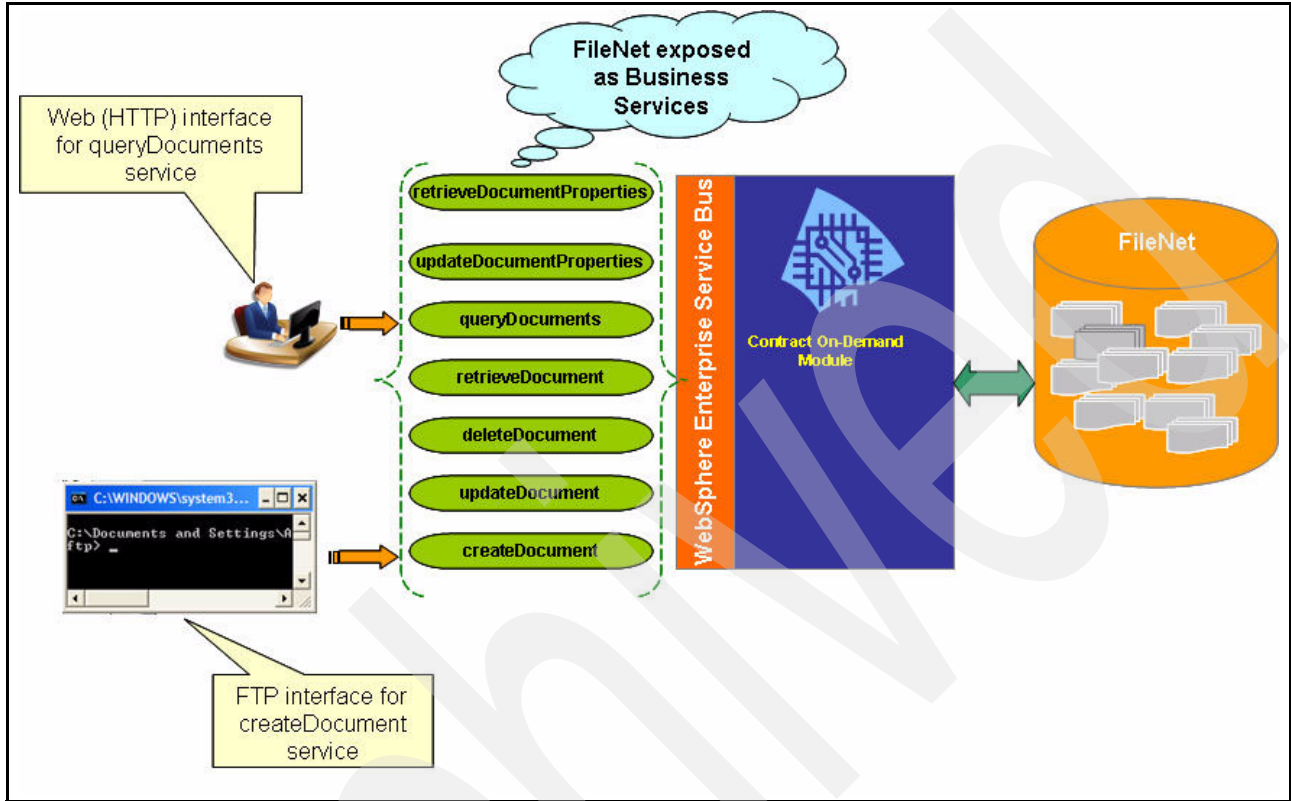 FileNet exposed
as Business
Services
Web (HTTP) interface
for queryDocuments
service
retrieveDocumentProperties
updateDocumentProperties
queryDocuments
retrieveDocument
deleteDocument
updateDocument
createDocument
WebSphere Enterprise Service Bus
Contract On-Demand
Module
FileNet
C:\WINDOWS\system3...
C:\Documents and Settings\A
ftp> _
FTP interface for
createDocument
service